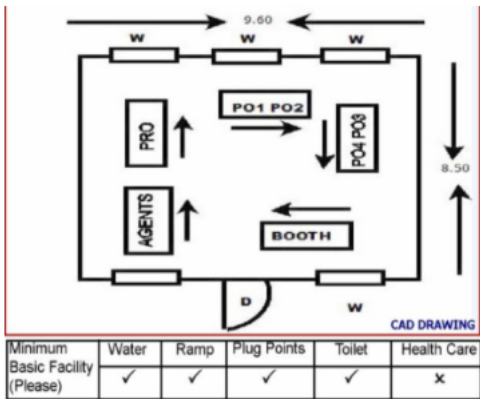 9.60
W W W
PO1 PO2
PRO
PO4 PO3
8.50
AGENTS
BOOTH
D
W
CAD DRAWING
Minimum Basic Facility (Please) Water Ramp Plug Points Toilet Health Care
✓ ✓ ✓ ✓ x